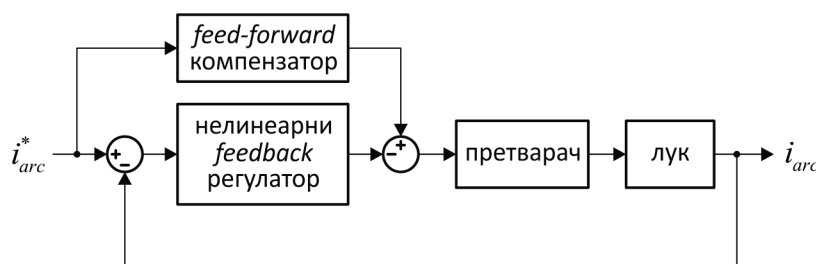 feed-forward
компензатор
i*arc
+
−
нелинеарни
feedback
регулатор
+
−
претварач
лук
iarc